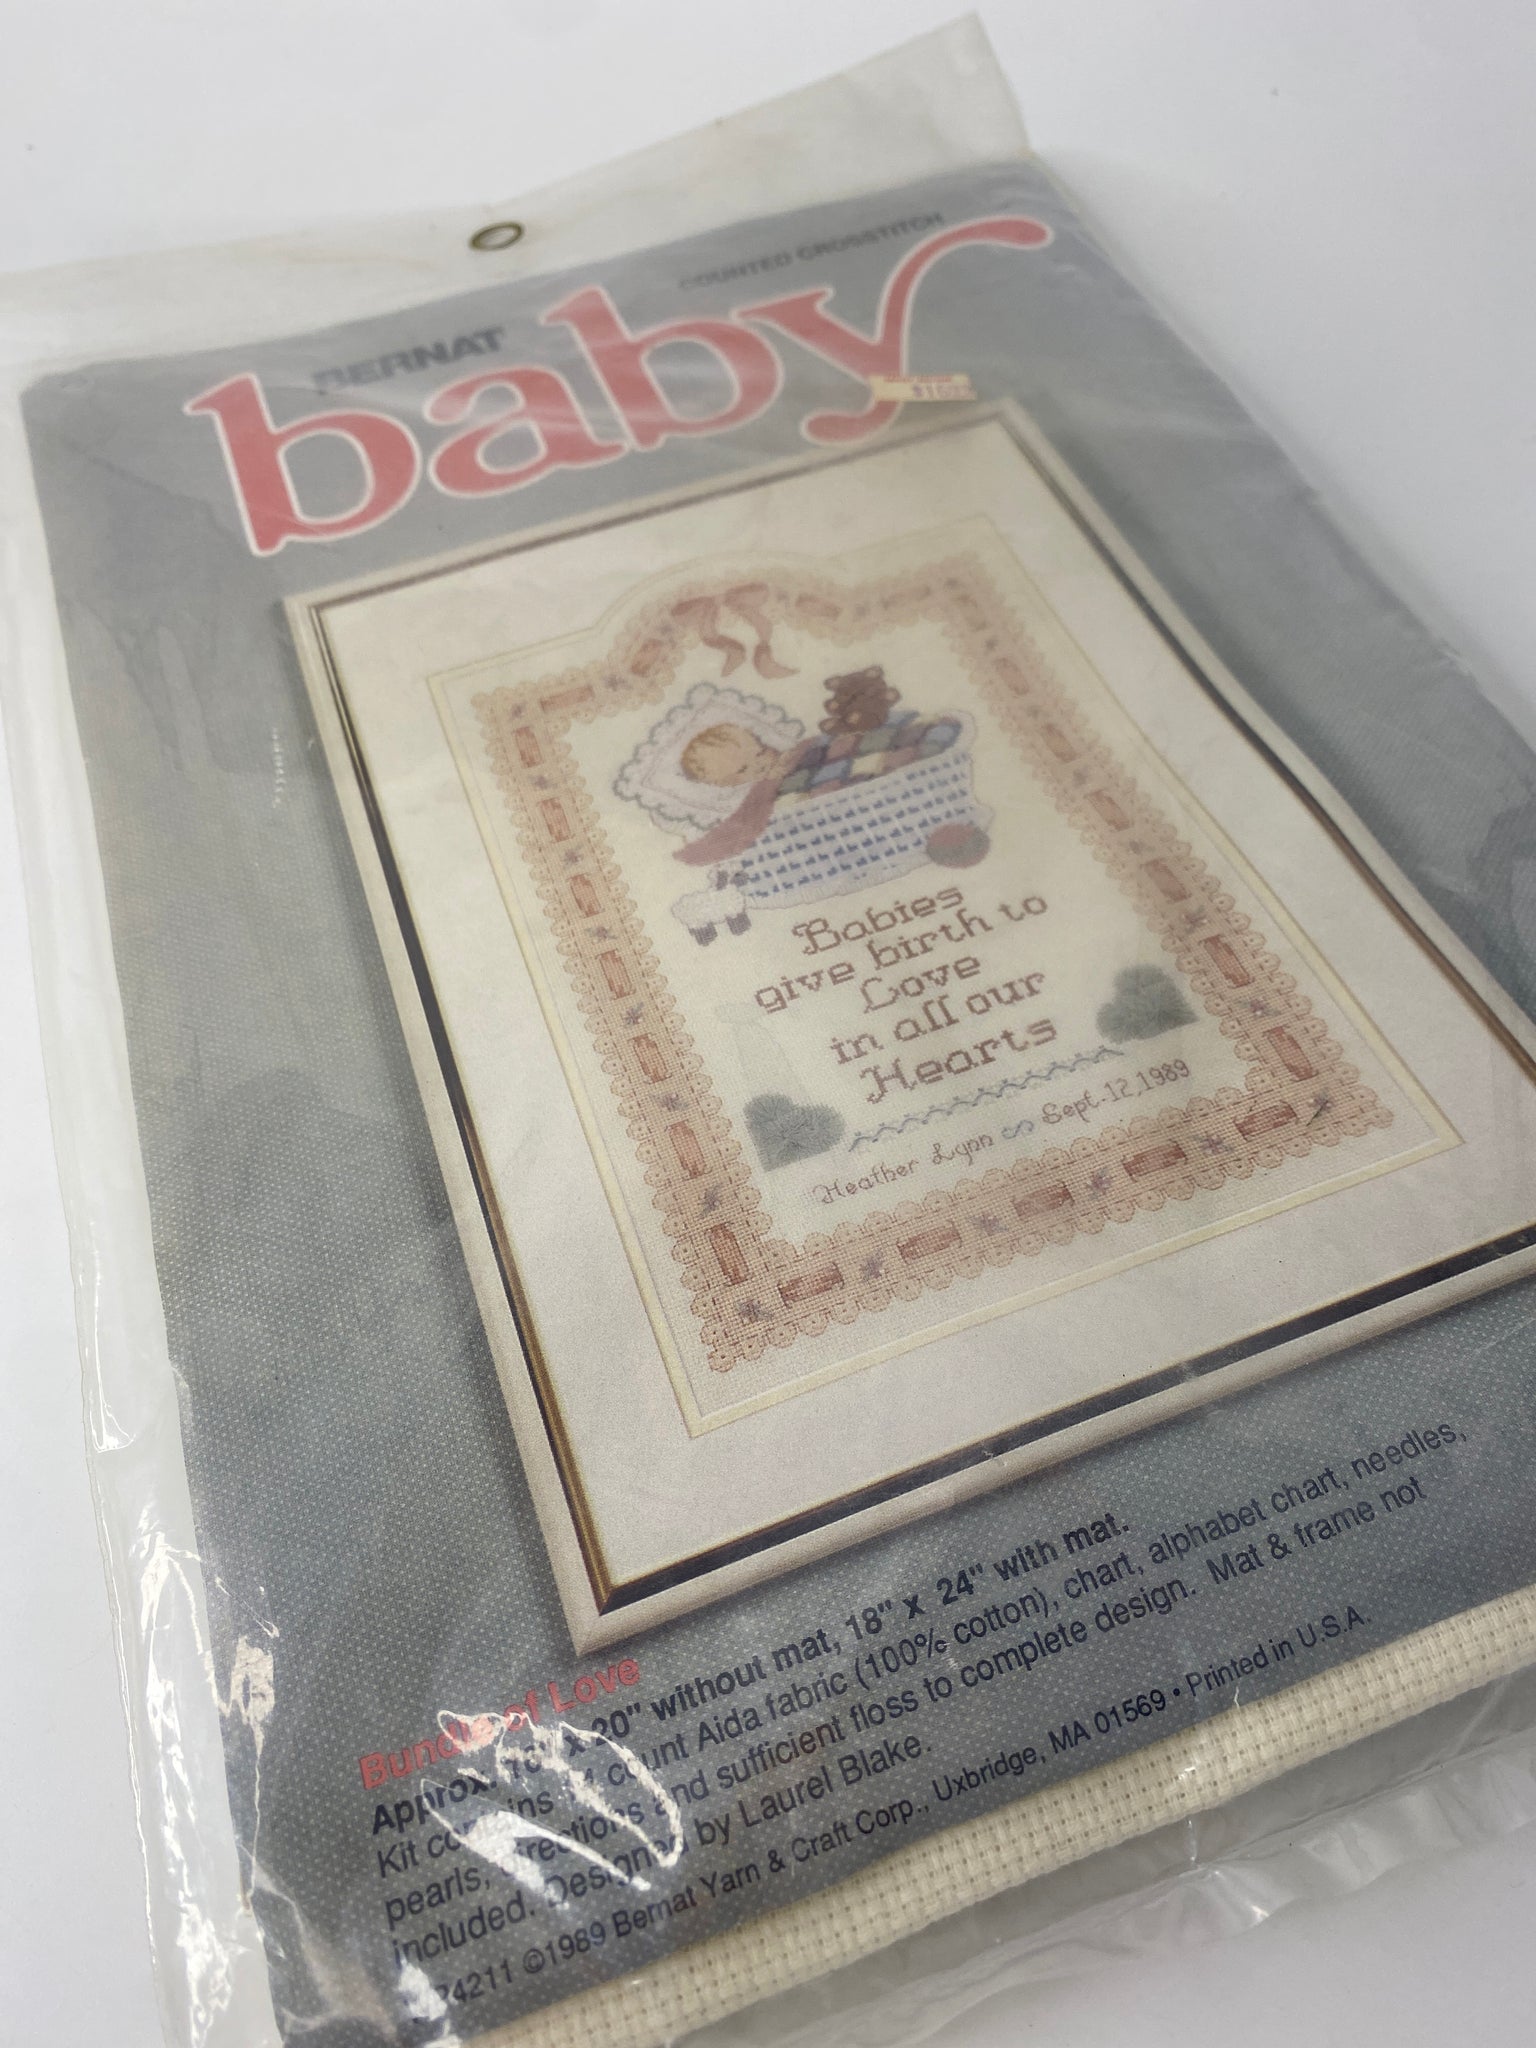 COUNTED CROSSTITCH
BERNAT
baby
Babies
give birth to
Love
in all our
Hearts
Heather Lynn Sept. 12, 1989
Bundle of Love
Approx. x 20" without mat, 18" x 24" with mat.
Kit contains 14 count Aida fabric (100% cotton), chart, alphabet chart, needles,
pearls, directions and sufficient floss to complete design. Mat & frame not
included. Designed by Laurel Blake.
24211 ©1989 Bernat Yarn & Craft Corp., Uxbridge, MA 01569 • Printed in U.S.A.